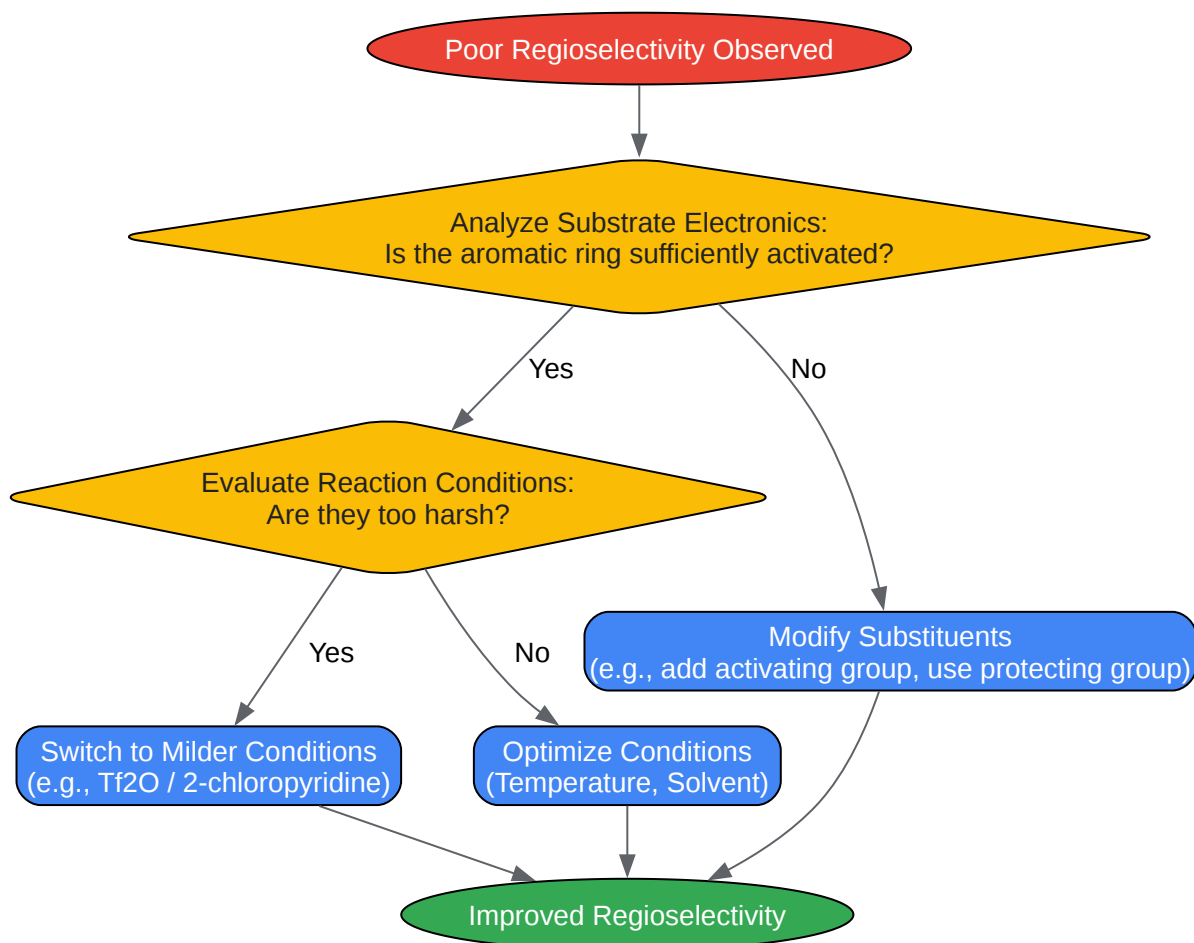 Poor Regioselectivity Observed
Analyze Substrate Electronics:
Is the aromatic ring sufficiently activated?
Yes
No
Evaluate Reaction Conditions:
Are they too harsh?
Yes
No
Modify Substituents
(e.g., add activating group, use protecting group)
Switch to Milder Conditions
(e.g., Tf2O / 2-chloropyridine)
Optimize Conditions
(Temperature, Solvent)
Improved Regioselectivity